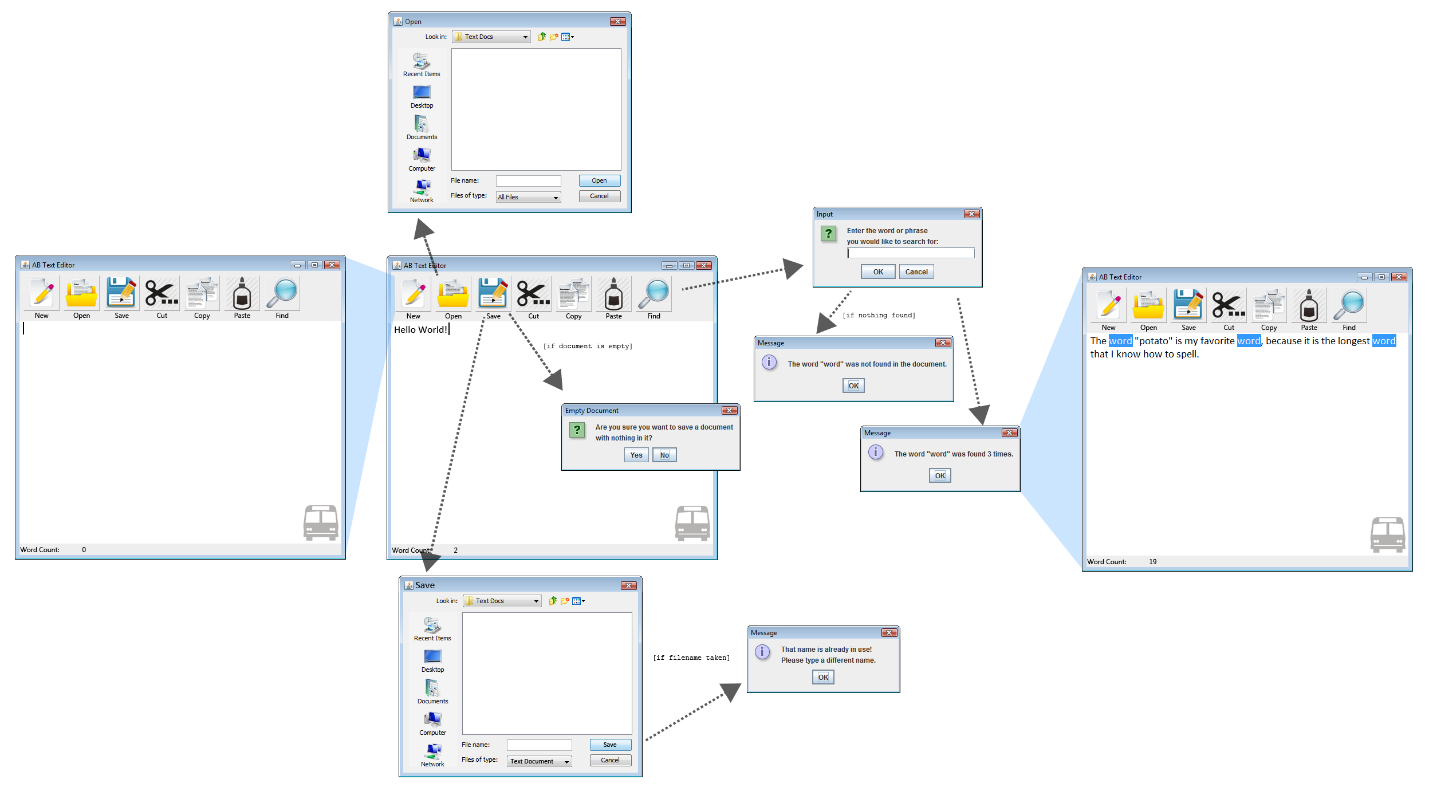 Open
Look in: Text Docs
Recent Items
Desktop
Documents
Computer
Network
File name: Open
Files of type: All Files Cancel
AB Text Editor
New Open Save Cut Copy Paste Find
Word Count: 0
AB Text Editor
New Open Save Cut Copy Paste Find
Hello World!
[if document is empty]
Empty Document
Are you sure you want to save a document
with nothing in it?
Yes No
Word Count: 2
Input
Enter the word or phrase
you would like to search for:
OK Cancel
[if nothing found]
Message
The word "word" was not found in the document.
OK
Message
The word "word" was found 3 times.
OK
AB Text Editor
New Open Save Cut Copy Paste Find
The word "potato" is my favorite word, because it is the longest word
that I know how to spell.
Word Count: 19
Save
Look in: Text Docs
Recent Items
Desktop
Documents
Computer
Network
File name: Save
Files of type: Text Document Cancel
[if filename taken]
Message
That name is already in use!
Please type a different name.
OK